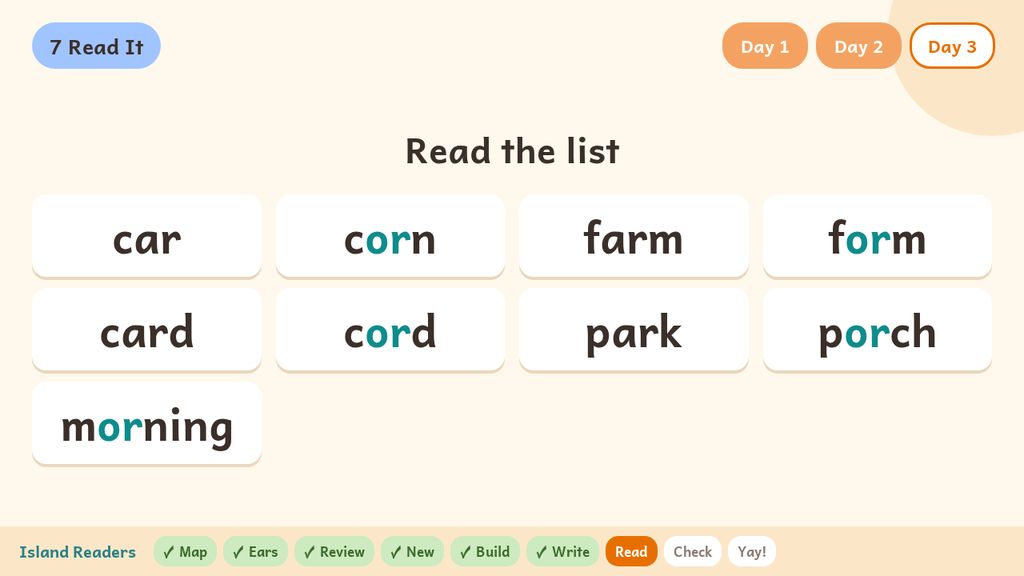 7 Read It
Day 1 Day 2 Day 3
Read the list
car corn farm form
card cord park porch
morning
Island Readers ✓ Map ✓ Ears ✓ Review ✓ New ✓ Build ✓ Write Read Check Yay!